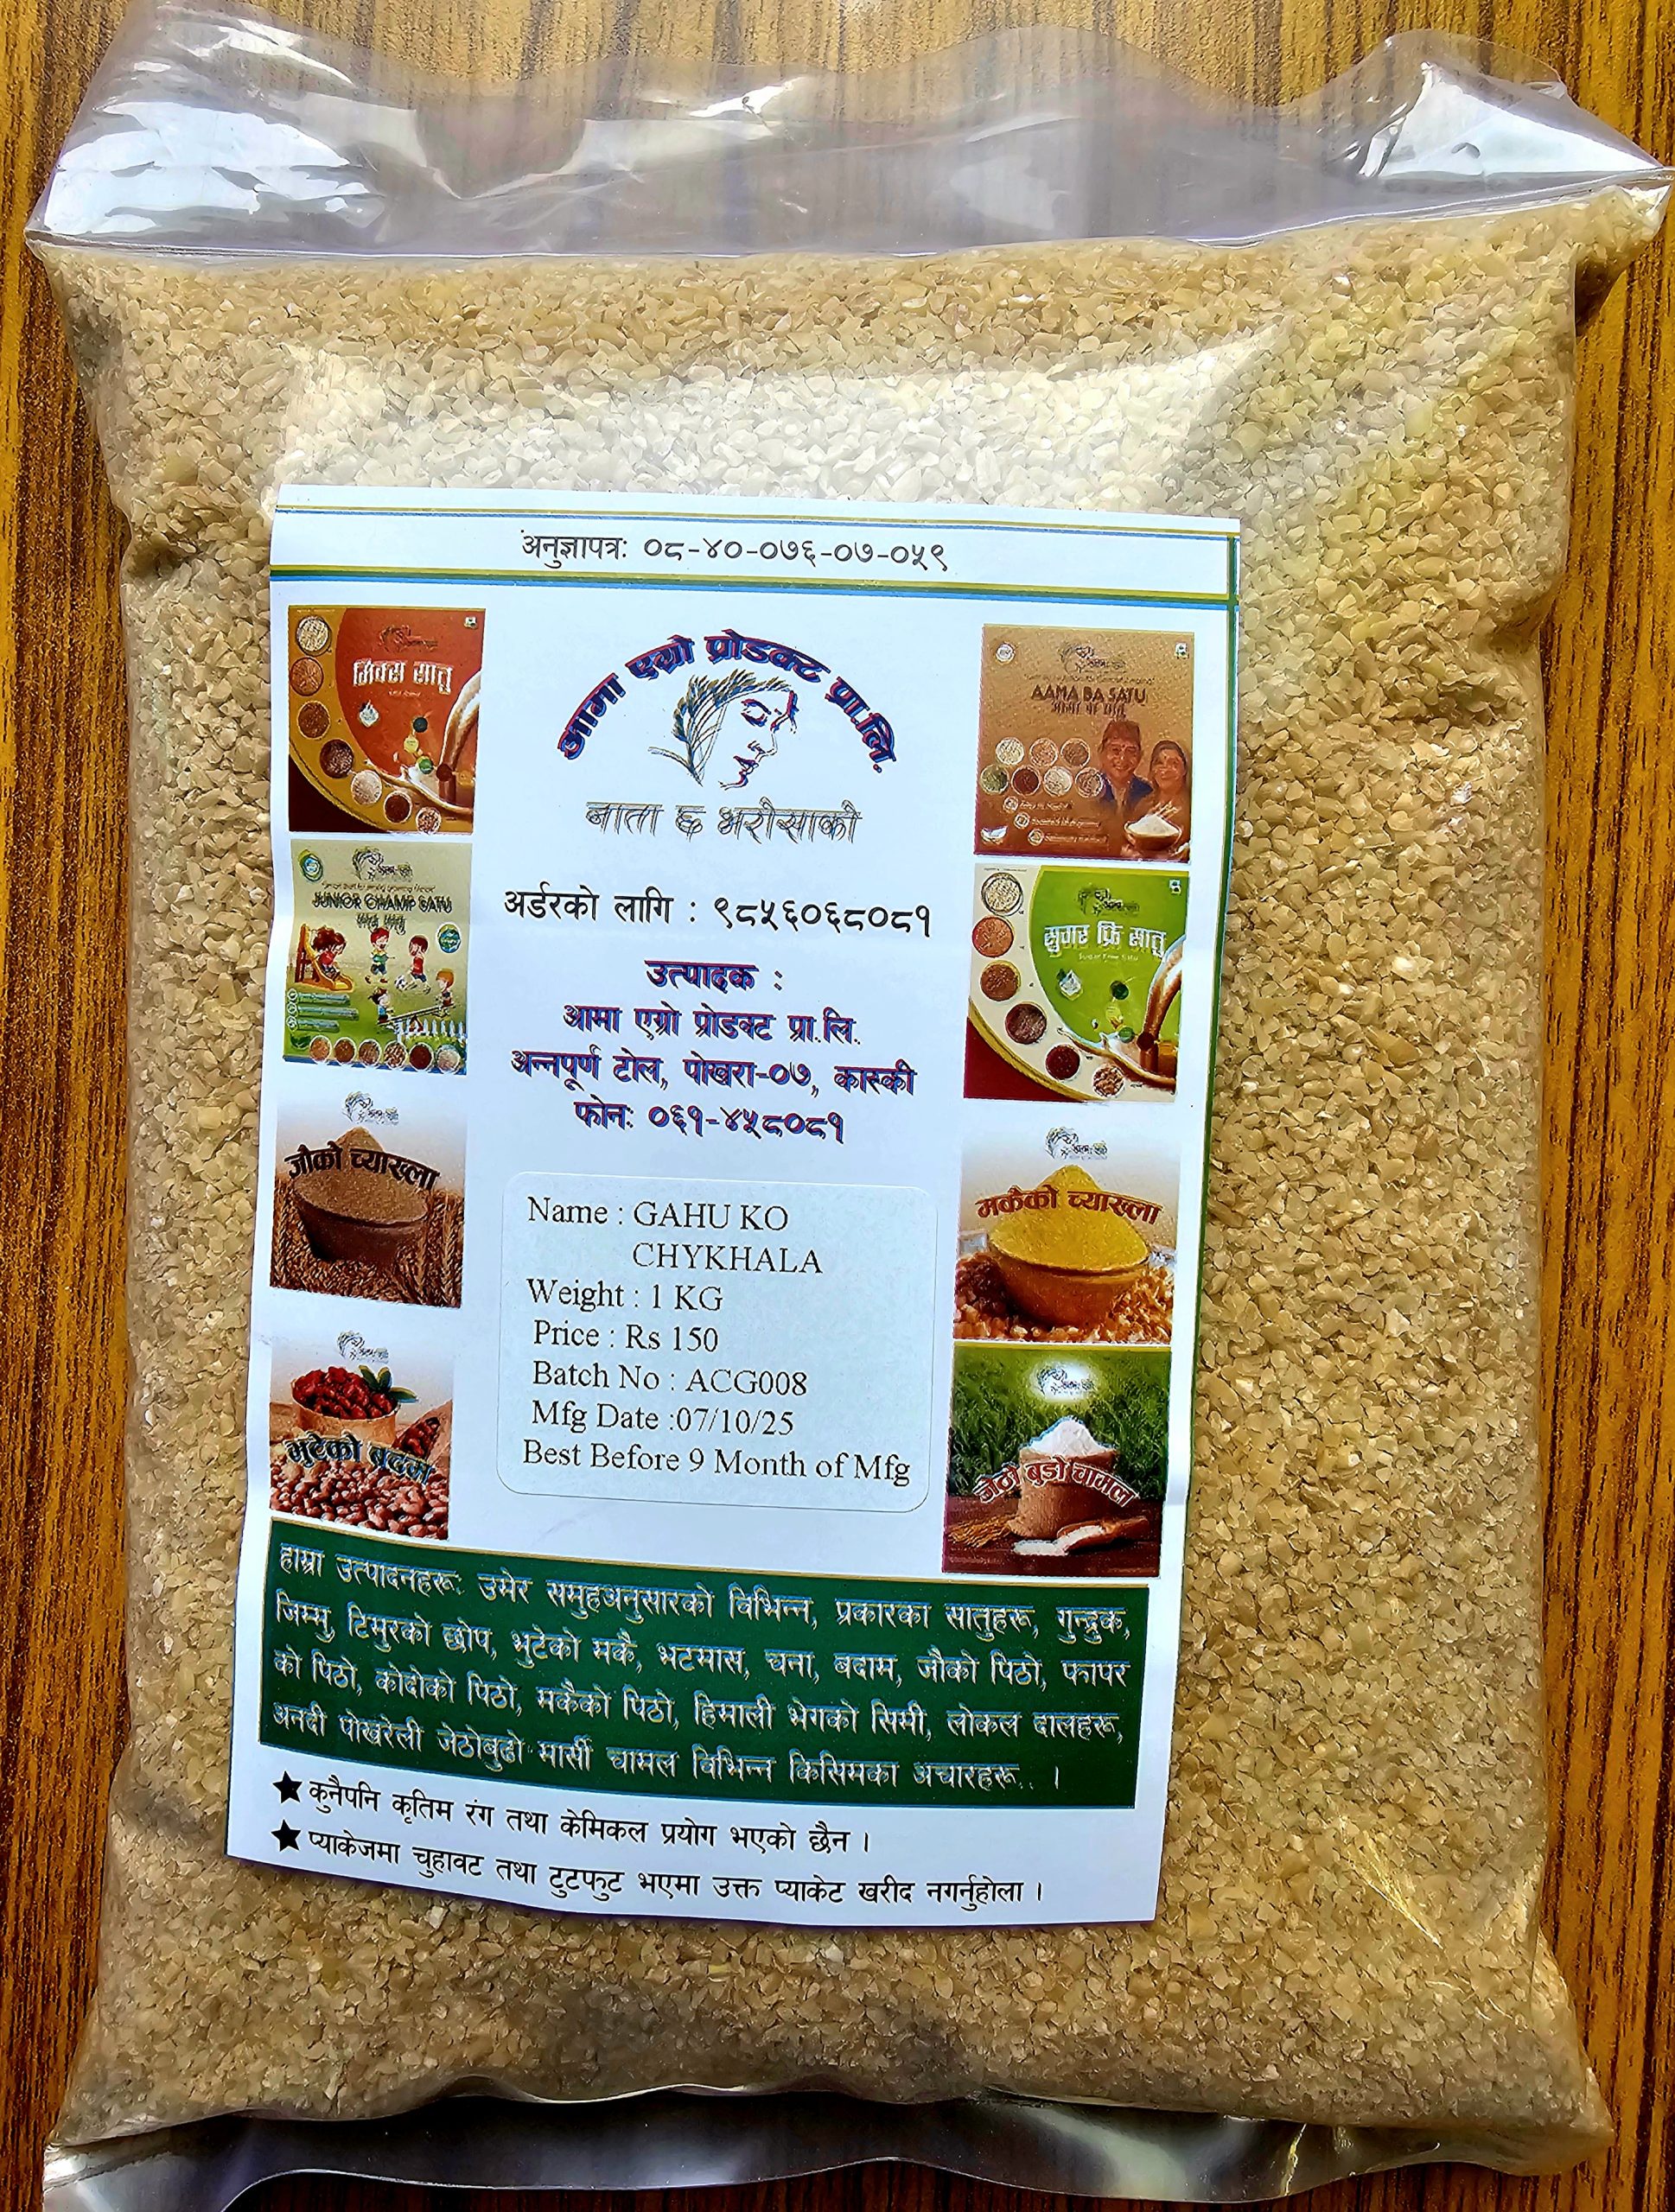 अनुज्ञापत्र: ०८-४०-०७६-०७-०५९
आमा एग्रो प्रोडक्ट प्रा.लि.
नाता छ भरोसाको
अर्डरको लागि : ९८५६०६८०८१
उत्पादक :
आमा एग्रो प्रोडक्ट प्रा.लि.
अन्नपूर्ण टोल, पोखरा-०७, कास्की
फोन: ०६१-४५८०८१
मिक्स सातु
JUNIOR CHAMP SATU
जौको च्याख्ला
भुटेको बदाम
AAMA BA SATU
आमा बा सातु
सुगर फ्रि सातु
मकैको च्याख्ला
जेठो बुडो चामल
Name : GAHU KO
CHYKHALA
Weight : 1 KG
Price : Rs 150
Batch No : ACG008
Mfg Date :07/10/25
Best Before 9 Month of Mfg
हाम्रा उत्पादनहरू: उमेर समुहअनुसारको विभिन्न, प्रकारका सातुहरू, गुन्द्रुक,
जिम्मु, टिमुरको छोप, भुटेको मकै, भटमास, चना, बदाम, जौको पिठो, फापर
को पिठो, कोदोको पिठो, मकैको पिठो, हिमाली भेगको सिमी, लोकल दालहरू,
अनदी पोखरेली जेठोबुढो मार्सी चामल विभिन्न किसिमका अचारहरू.. ।
★ कुनैपनि कृतिम रंग तथा केमिकल प्रयोग भएको छैन ।
★ प्याकेजमा चुहावट तथा टुटफुट भएमा उक्त प्याकेट खरीद नगर्नुहोला ।